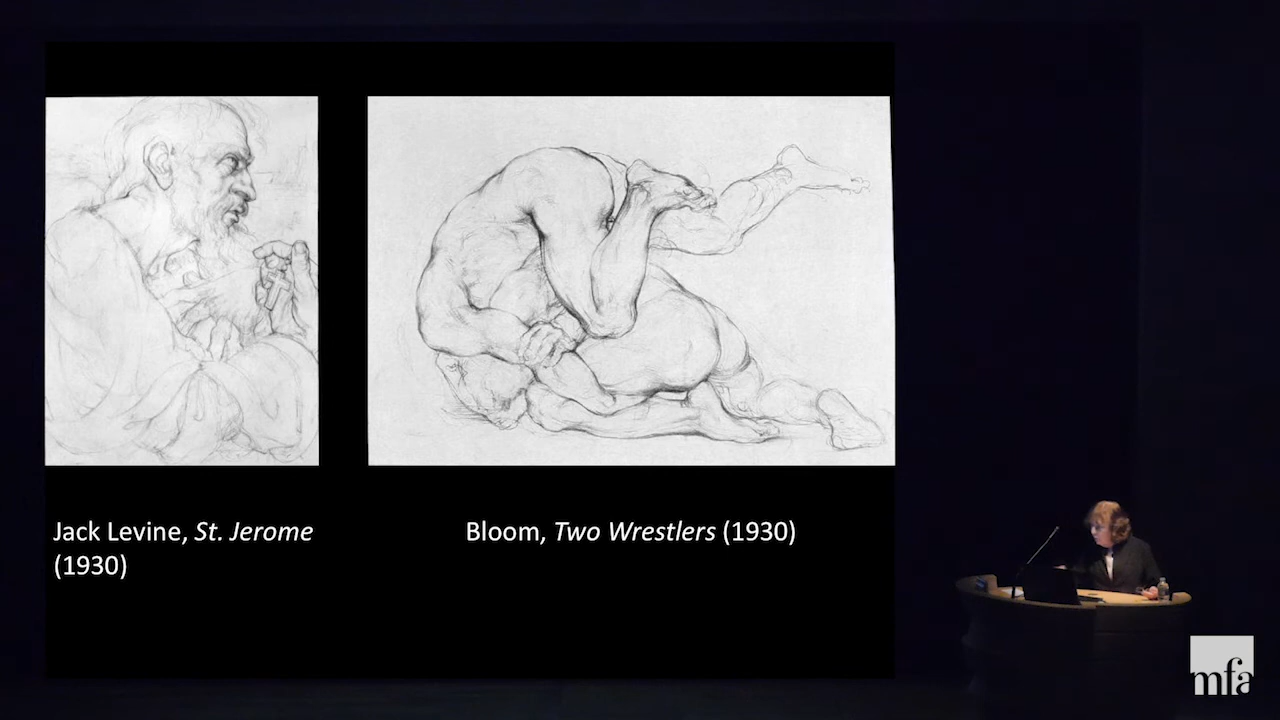 Jack Levine, St. Jerome
(1930)
Bloom, Two Wrestlers (1930)
mfa